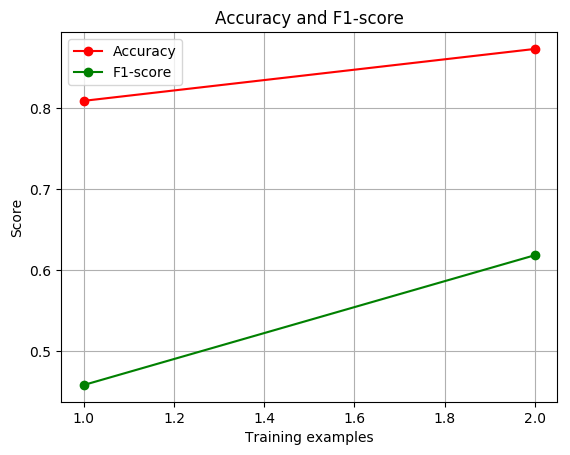 Accuracy and F1-score
Accuracy
F1-score
Score
0.8
0.7
0.6
0.5
1.0 1.2 1.4 1.6 1.8 2.0
Training examples